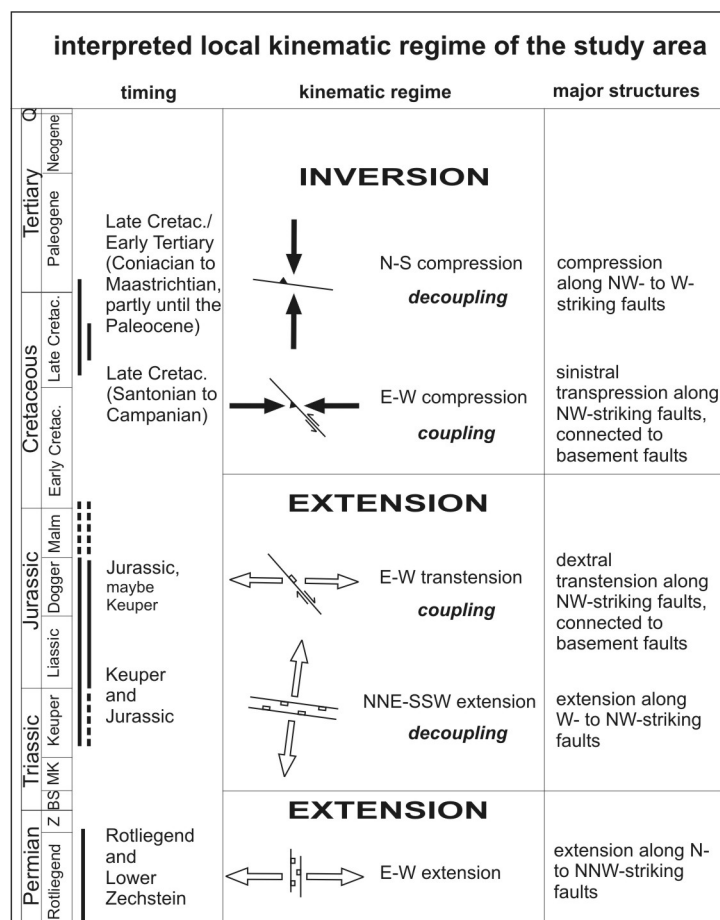 interpreted local kinematic regime of the study area
timing
kinematic regime
major structures
Q
Tertiary
Neogene
Paleogene
Cretaceous
Late Cretac.
Early Cretac.
Jurassic
Malm
Dogger
Liassic
Triassic
Keuper
MK
BS
Permian
Z
Rotliegend
INVERSION
Late Cretac./
Early Tertiary
(Coniacian to
Maastrichtian,
partly until the
Paleocene)
N-S compression
decoupling
compression
along NW- to W-
striking faults
Late Cretac.
(Santonian to
Campanian)
E-W compression
coupling
sinistral
transpression along
NW-striking faults,
connected to
basement faults
EXTENSION
Jurassic,
maybe
Keuper
E-W transtension
coupling
dextral
transtension along
NW-striking faults,
connected to
basement faults
Keuper
and
Jurassic
NNE-SSW extension
decoupling
extension along
W- to NW-striking
faults
EXTENSION
Rotliegend
and
Lower
Zechstein
E-W extension
extension along N-
to NNW-striking
faults